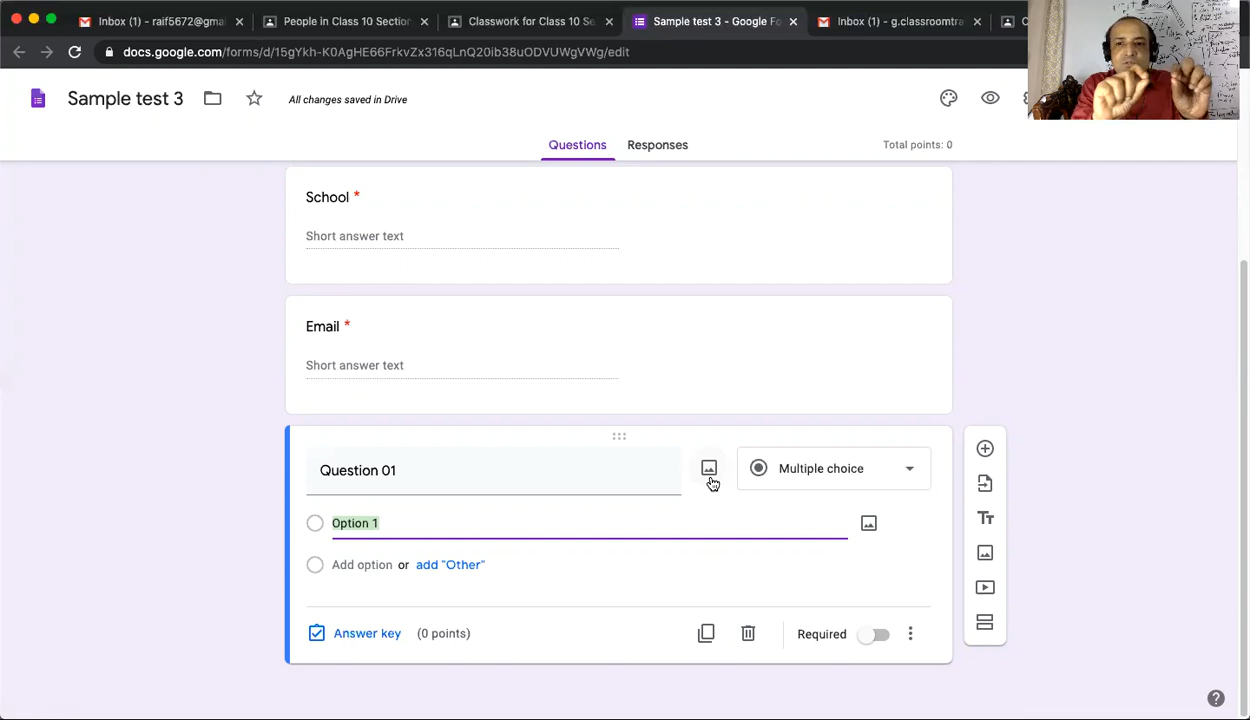 Inbox (1) - raif5672@gmai
People in Class 10 Section
Classwork for Class 10 Se
Sample test 3 - Google Fo
Inbox (1) - g.classroomtra
docs.google.com/forms/d/15gYkh-K0AgHE66FrkvZx316qLnQ20ib38uODVUWgVWg/edit
Sample test 3
All changes saved in Drive
Questions
Responses
Total points: 0
School *
Short answer text
Email *
Short answer text
Question 01
Multiple choice
Option 1
Add option or add "Other"
Answer key (0 points)
Required